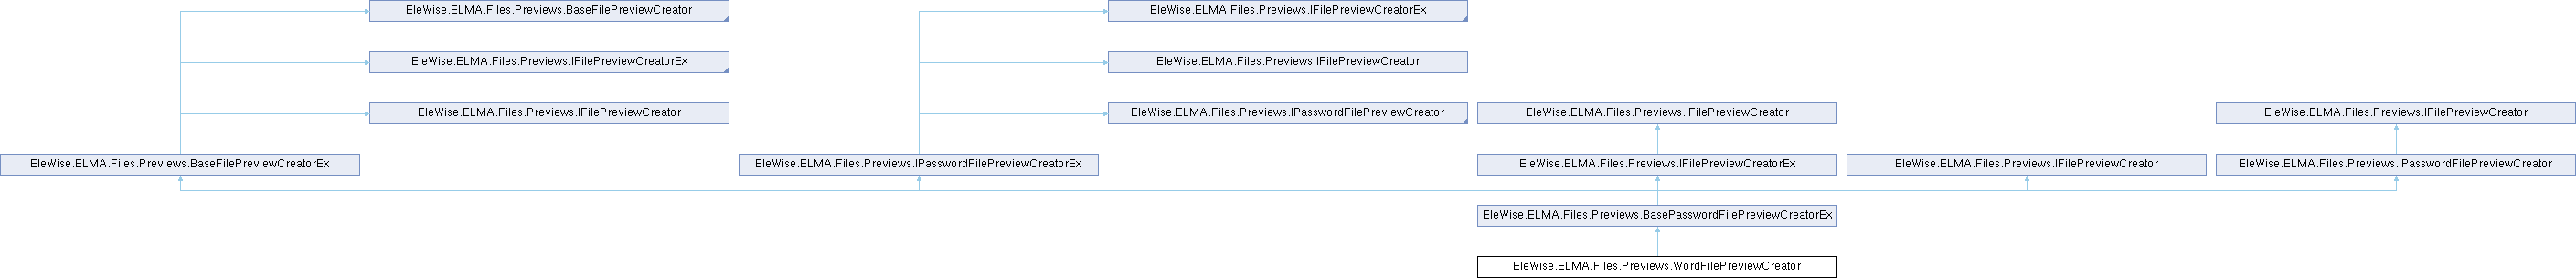 EleWise.ELMA.Files.Previews.BaseFilePreviewCreator
EleWise.ELMA.Files.Previews.IFilePreviewCreatorEx
EleWise.ELMA.Files.Previews.IFilePreviewCreatorEx
EleWise.ELMA.Files.Previews.IFilePreviewCreator
EleWise.ELMA.Files.Previews.IFilePreviewCreator
EleWise.ELMA.Files.Previews.IPasswordFilePreviewCreator
EleWise.ELMA.Files.Previews.IFilePreviewCreator
EleWise.ELMA.Files.Previews.IFilePreviewCreator
EleWise.ELMA.Files.Previews.BaseFilePreviewCreatorEx
EleWise.ELMA.Files.Previews.IPasswordFilePreviewCreatorEx
EleWise.ELMA.Files.Previews.IFilePreviewCreatorEx
EleWise.ELMA.Files.Previews.IFilePreviewCreator
EleWise.ELMA.Files.Previews.IPasswordFilePreviewCreator
EleWise.ELMA.Files.Previews.BasePasswordFilePreviewCreatorEx
EleWise.ELMA.Files.Previews.WordFilePreviewCreator